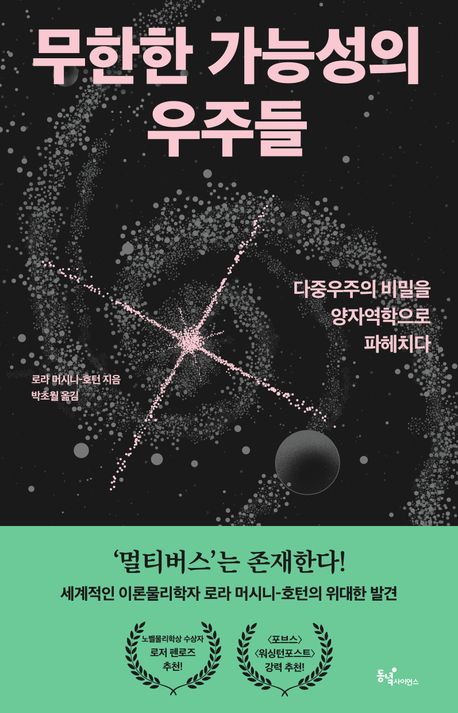 무한한 가능성의
우주들
다중우주의 비밀을
양자역학으로
파헤치다
로라 머시니-호턴 지음
박초월 옮김
‘멀티버스’는 존재한다!
세계적인 이론물리학자 로라 머시니-호턴의 위대한 발견
노벨물리학상 수상자
로저 펜로즈
추천!
〈포브스〉
〈워싱턴포스트〉
강력 추천!
동녘사이언스